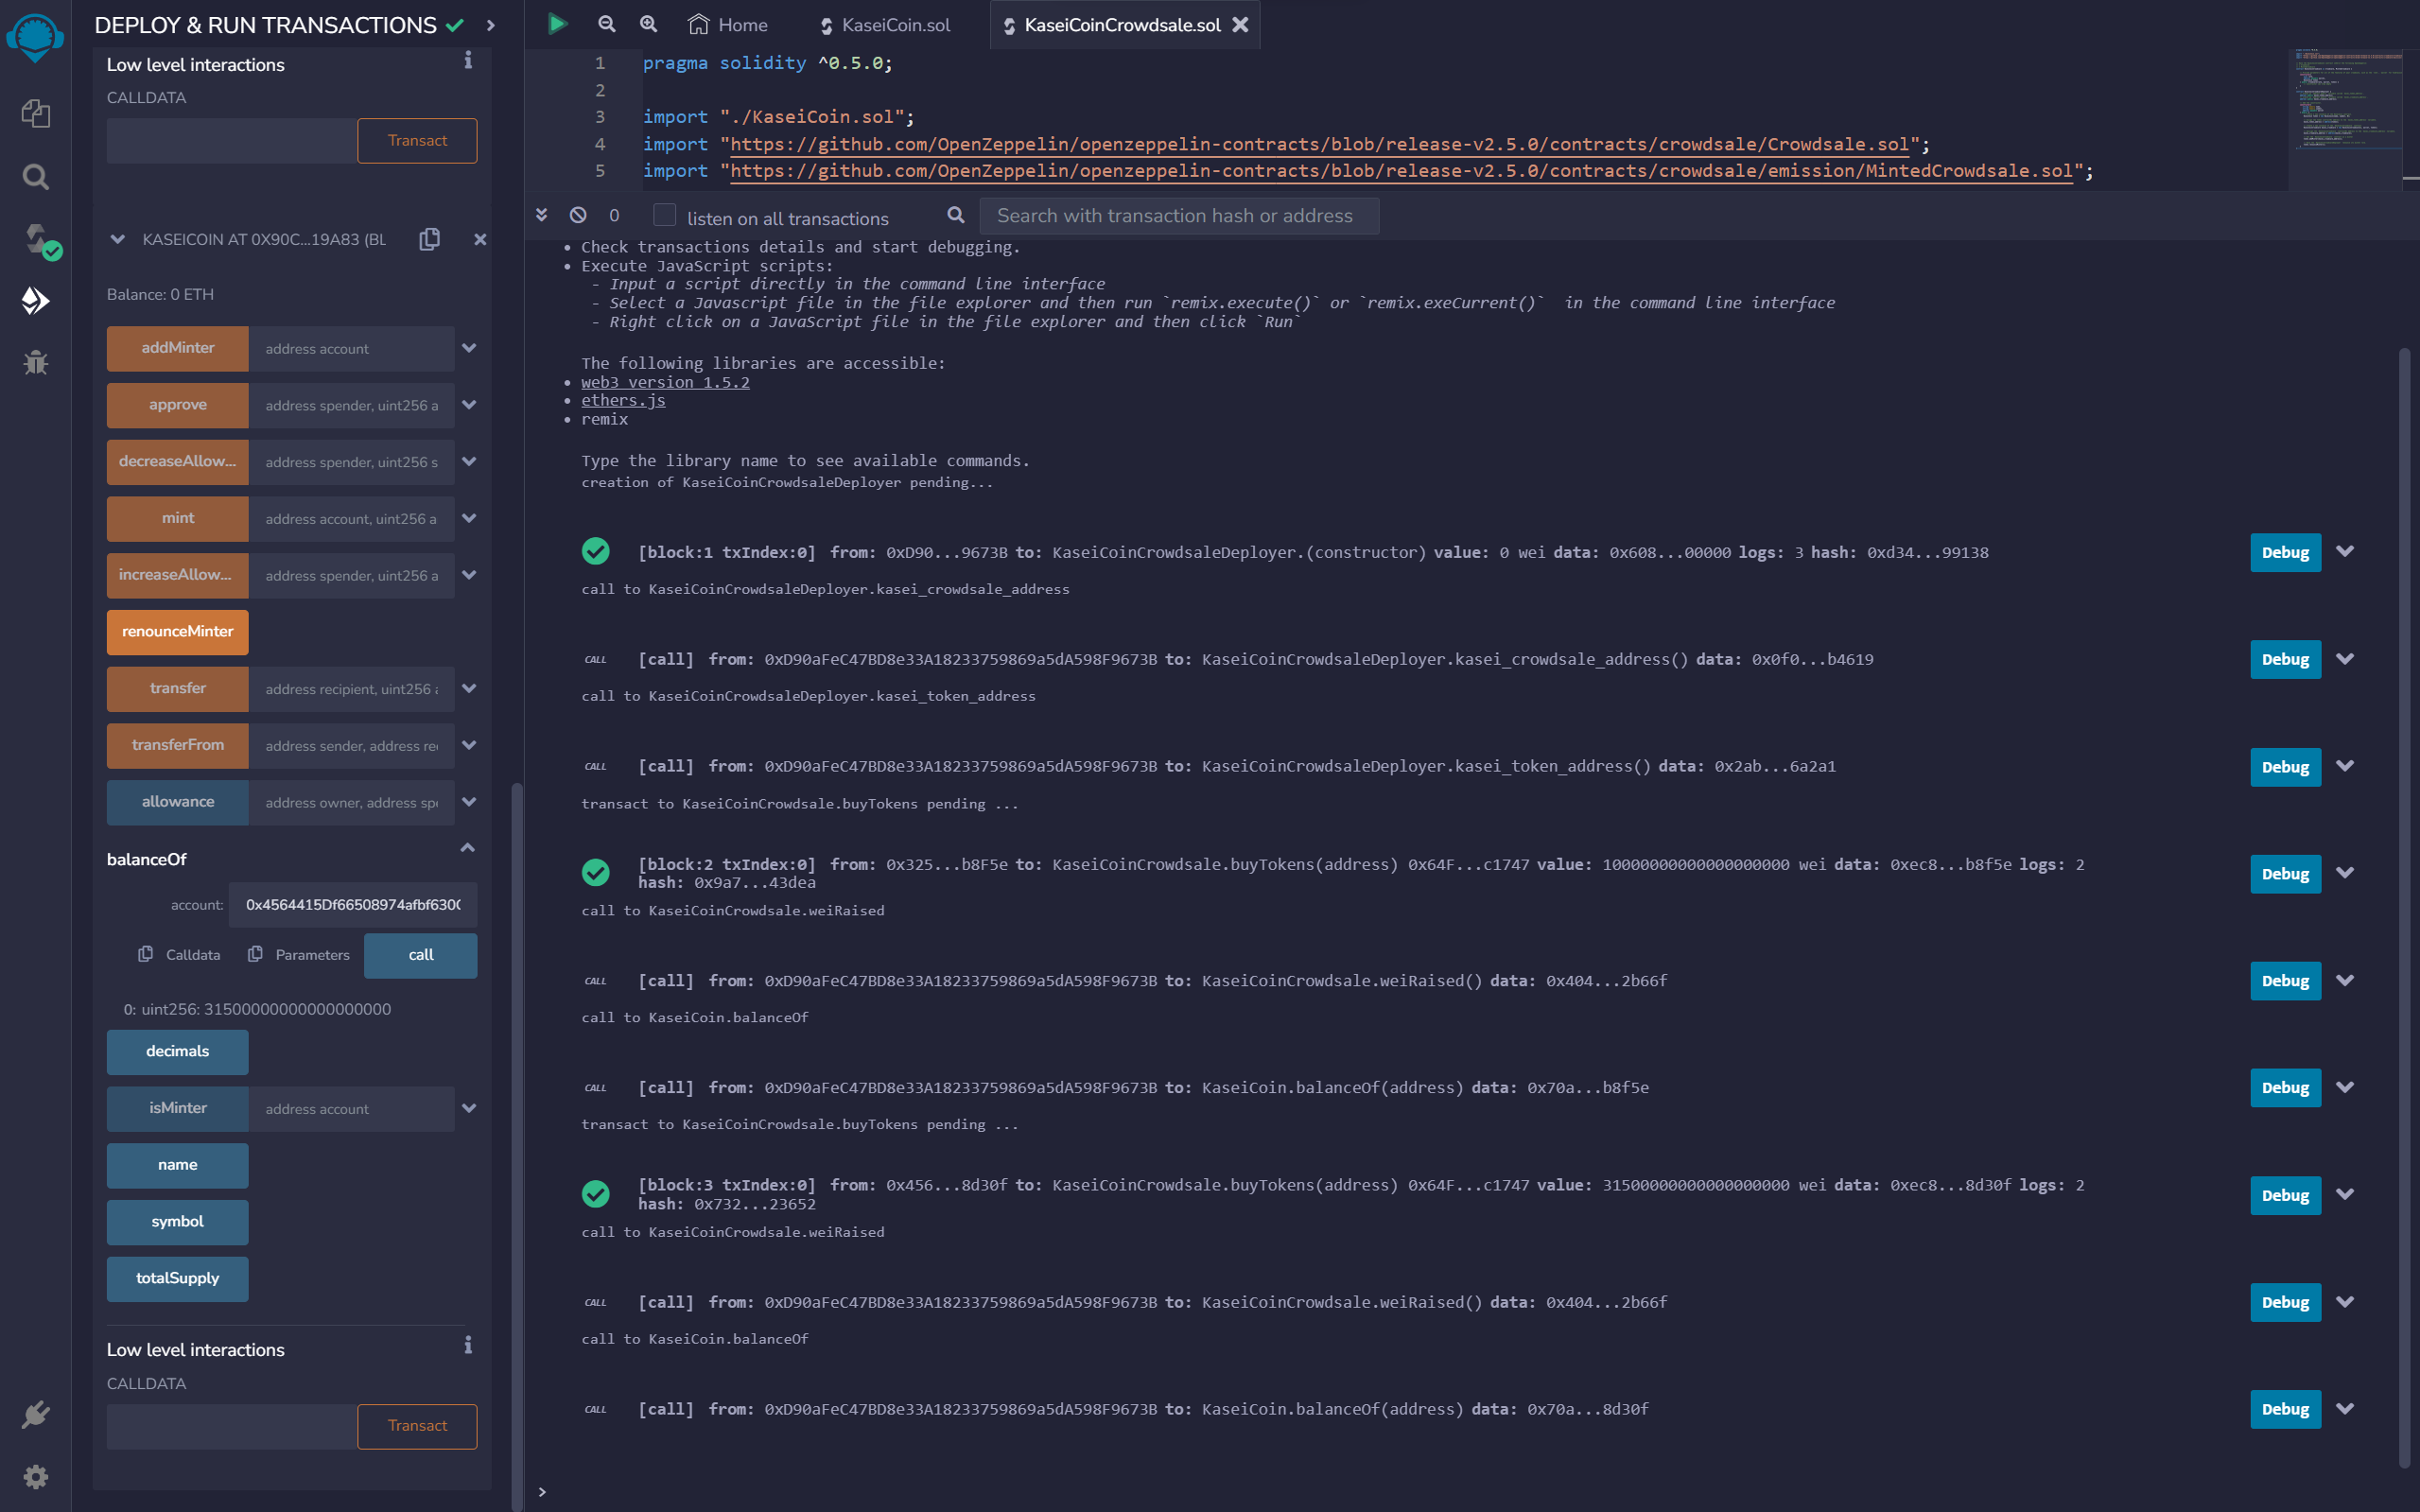 DEPLOY & RUN TRANSACTIONS
Low level interactions
CALLDATA
Transact
KASEICOIN AT 0X90C...19A83 (BL
Balance: 0 ETH
addMinter address account
approve address spender, uint256 a
decreaseAllow... address spender, uint256 s
mint address account, uint256 a
increaseAllow... address spender, uint256 a
renounceMinter
transfer address recipient, uint256
transferFrom address sender, address re
allowance address owner, address sp
balanceOf
account: 0x4564415Df66508974afbf630
Calldata Parameters call
0: uint256: 31500000000000000000
decimals
isMinter address account
name
symbol
totalSupply
Low level interactions
CALLDATA
Transact
Home KaseiCoin.sol KaseiCoinCrowdsale.sol
1 pragma solidity ^0.5.0;
2
3 import "./KaseiCoin.sol";
4 import "https://github.com/OpenZeppelin/openzeppelin-contracts/blob/release-v2.5.0/contracts/crowdsale/Crowdsale.sol";
5 import "https://github.com/OpenZeppelin/openzeppelin-contracts/blob/release-v2.5.0/contracts/crowdsale/emission/MintedCrowdsale.sol";
0 listen on all transactions Search with transaction hash or address
• Check transactions details and start debugging.
• Execute JavaScript scripts:
- Input a script directly in the command line interface
- Select a Javascript file in the file explorer and then run `remix.execute()` or `remix.exeCurrent()` in the command line interface
- Right click on a JavaScript file in the file explorer and then click `Run`
The following libraries are accessible:
• web3 version 1.5.2
• ethers.js
• remix
Type the library name to see available commands.
creation of KaseiCoinCrowdsaleDeployer pending...
[block:1 txIndex:0] from: 0xD90...9673B to: KaseiCoinCrowdsaleDeployer.(constructor) value: 0 wei data: 0x608...00000 logs: 3 hash: 0xd34...99138 Debug
call to KaseiCoinCrowdsaleDeployer.kasei_crowdsale_address
CALL [call] from: 0xD90aFeC47BD8e33A18233759869a5dA598F9673B to: KaseiCoinCrowdsaleDeployer.kasei_crowdsale_address() data: 0x0f0...b4619 Debug
call to KaseiCoinCrowdsaleDeployer.kasei_token_address
CALL [call] from: 0xD90aFeC47BD8e33A18233759869a5dA598F9673B to: KaseiCoinCrowdsaleDeployer.kasei_token_address() data: 0x2ab...6a2a1 Debug
transact to KaseiCoinCrowdsale.buyTokens pending ...
[block:2 txIndex:0] from: 0x325...b8F5e to: KaseiCoinCrowdsale.buyTokens(address) 0x64F...c1747 value: 10000000000000000000 wei data: 0xec8...b8f5e logs: 2 Debug
hash: 0x9a7...43dea
call to KaseiCoinCrowdsale.weiRaised
CALL [call] from: 0xD90aFeC47BD8e33A18233759869a5dA598F9673B to: KaseiCoinCrowdsale.weiRaised() data: 0x404...2b66f Debug
call to KaseiCoin.balanceOf
CALL [call] from: 0xD90aFeC47BD8e33A18233759869a5dA598F9673B to: KaseiCoin.balanceOf(address) data: 0x70a...b8f5e Debug
transact to KaseiCoinCrowdsale.buyTokens pending ...
[block:3 txIndex:0] from: 0x456...8d30f to: KaseiCoinCrowdsale.buyTokens(address) 0x64F...c1747 value: 31500000000000000000 wei data: 0xec8...8d30f logs: 2 Debug
hash: 0x732...23652
call to KaseiCoinCrowdsale.weiRaised
CALL [call] from: 0xD90aFeC47BD8e33A18233759869a5dA598F9673B to: KaseiCoinCrowdsale.weiRaised() data: 0x404...2b66f Debug
call to KaseiCoin.balanceOf
CALL [call] from: 0xD90aFeC47BD8e33A18233759869a5dA598F9673B to: KaseiCoin.balanceOf(address) data: 0x70a...8d30f Debug
>